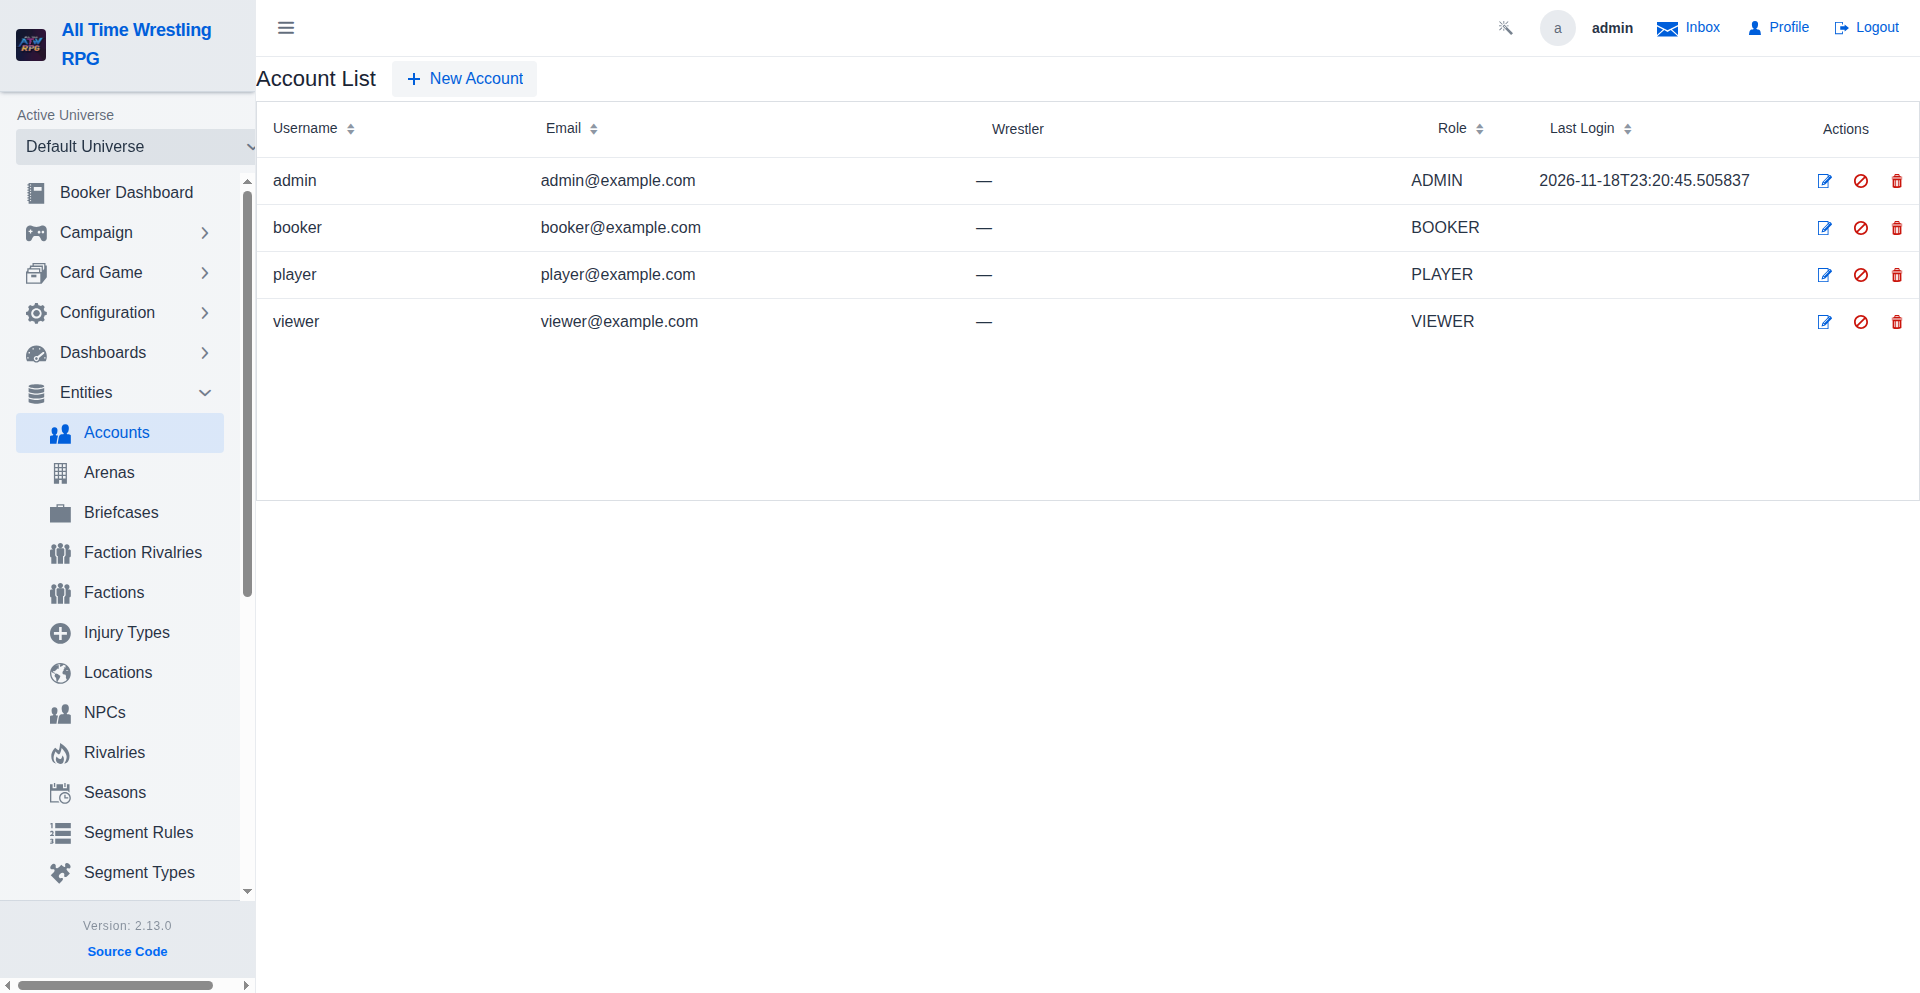 All Time Wrestling
RPG
Active Universe
Default Universe
Booker Dashboard
Campaign
Card Game
Configuration
Dashboards
Entities
Accounts
Arenas
Briefcases
Faction Rivalries
Factions
Injury Types
Locations
NPCs
Rivalries
Seasons
Segment Rules
Segment Types
Version: 2.13.0
Source Code
a admin Inbox Profile Logout
Account List + New Account
Username Email Wrestler Role Last Login Actions
admin admin@example.com — ADMIN 2026-11-18T23:20:45.505837
booker booker@example.com — BOOKER
player player@example.com — PLAYER
viewer viewer@example.com — VIEWER